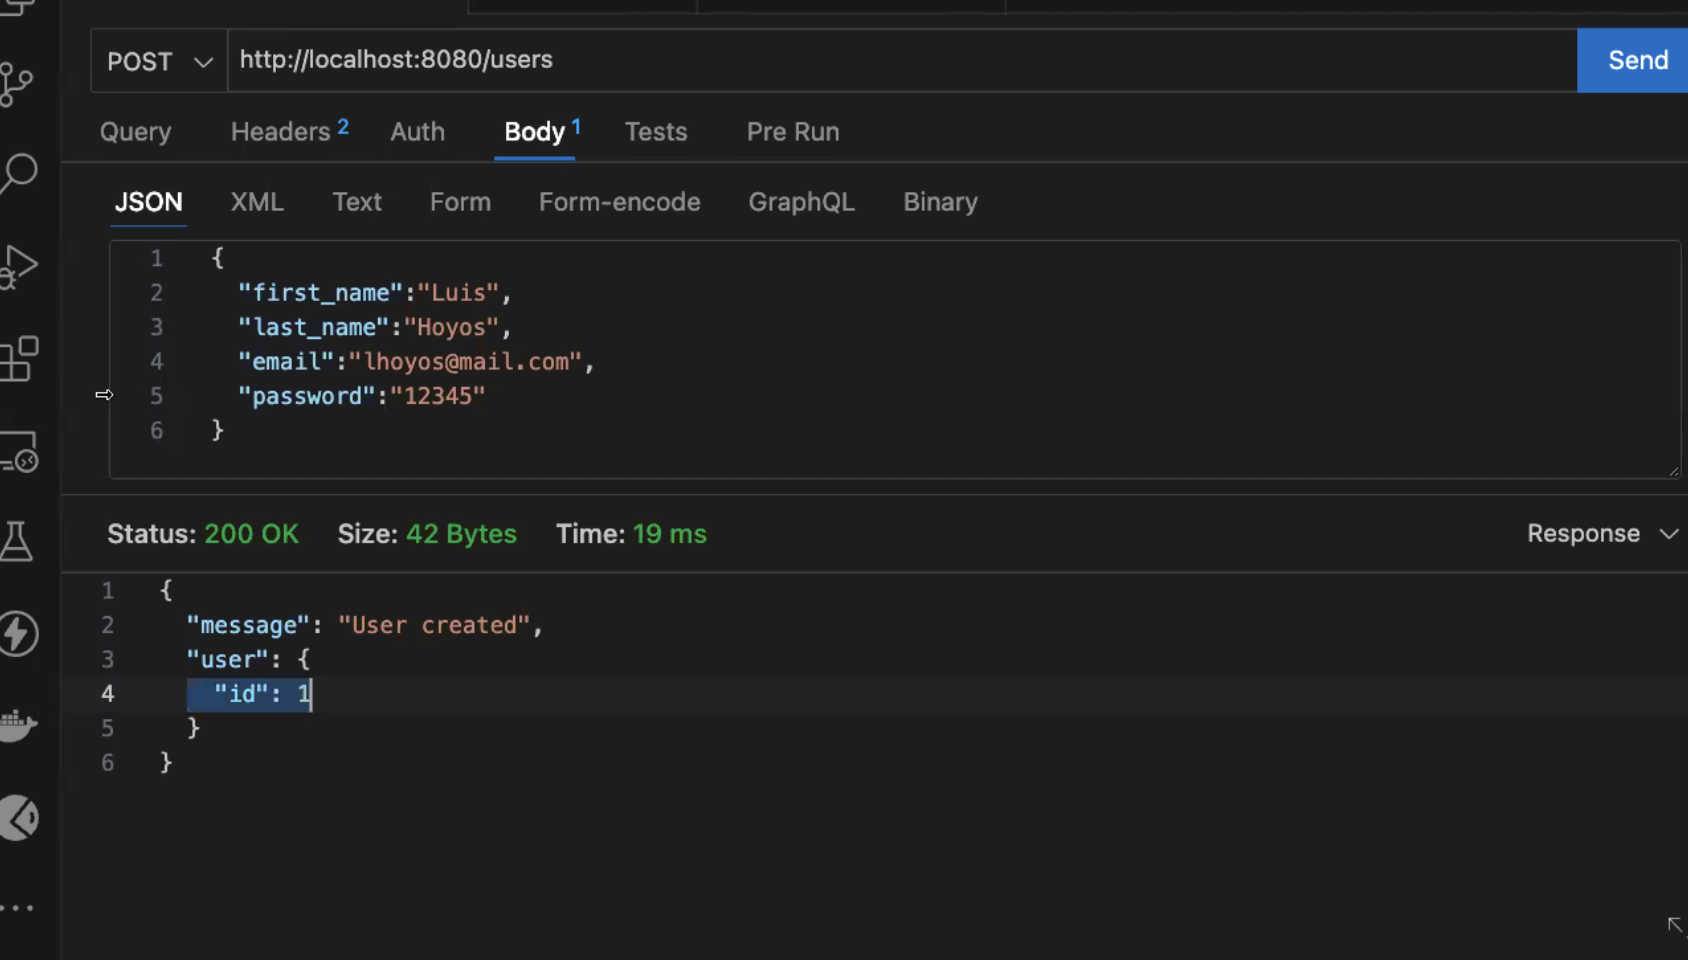 POST http://localhost:8080/users Send
Query Headers 2 Auth Body 1 Tests Pre Run
JSON XML Text Form Form-encode GraphQL Binary
1 {
2 "first_name":"Luis",
3 "last_name":"Hoyos",
4 "email":"lhoyos@mail.com",
5 "password":"12345"
6 }
Status: 200 OK Size: 42 Bytes Time: 19 ms Response
1 {
2 "message": "User created",
3 "user": {
4 "id": 1
5 }
6 }